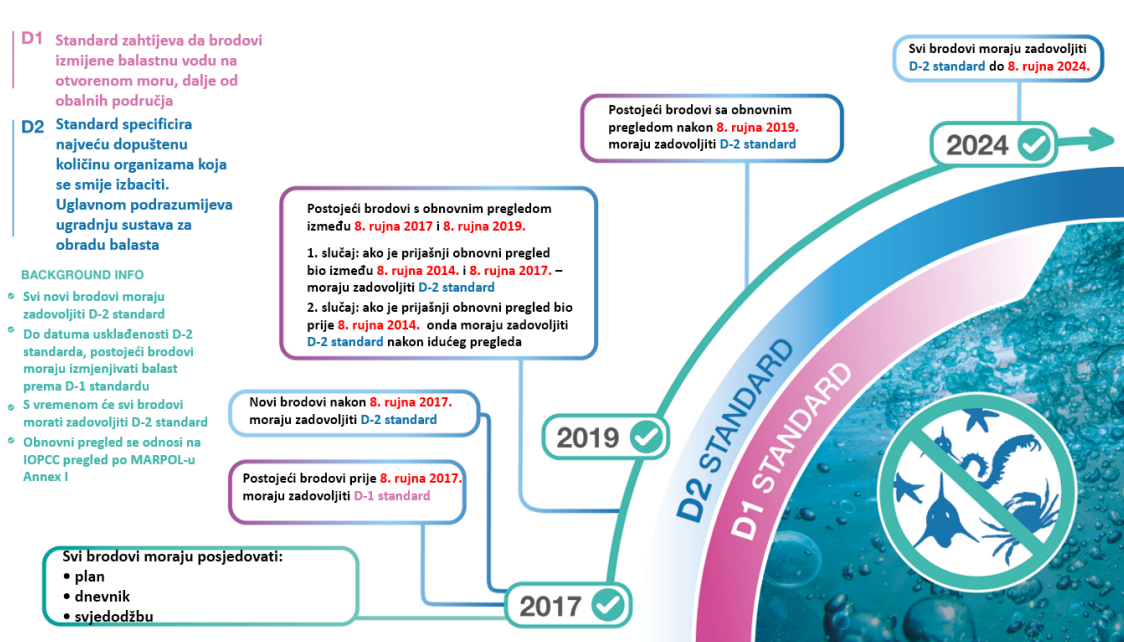 D1 Standard zahtijeva da brodovi
izmijene balastnu vodu na
otvorenom moru, dalje od
obalnih područja
D2 Standard specificira
najveću dopuštenu
količinu organizama koja
se smije izbaciti.
Uglavnom podrazumijeva
ugradnju sustava za
obradu balasta
BACKGROUND INFO
Svi novi brodovi moraju
zadovoljiti D-2 standard
Do datuma usklađenosti D-2
standarda, postojeći brodovi
moraju izmjenjivati balast
prema D-1 standardu
S vremenom će svi brodovi
morati zadovoljiti D-2 standard
Obnovni pregled se odnosi na
IOPCC pregled po MARPOL-u
Annex I
Svi brodovi moraju zadovoljiti
D-2 standard do 8. rujna 2024.
2024
Postojeći brodovi sa obnovnim
pregledom nakon 8. rujna 2019.
moraju zadovoljiti D-2 standard
Postojeći brodovi s obnovnim pregledom
između 8. rujna 2017 i 8. rujna 2019.
1. slučaj: ako je prijašnji obnovni pregled
bio između 8. rujna 2014. i 8. rujna 2017. –
moraju zadovoljiti D-2 standard
2. slučaj: ako je prijašnji obnovni pregled bio
prije 8. rujna 2014.  onda moraju zadovoljiti
D-2 standard nakon idućeg pregleda
2019
Novi brodovi nakon 8. rujna 2017.
moraju zadovoljiti D-2 standard
Postojeći brodovi prije 8. rujna 2017.
moraju zadovoljiti D-1 standard
Svi brodovi moraju posjedovati:
• plan
• dnevnik
• svjedodžbu
2017
D2 STANDARD
D1 STANDARD